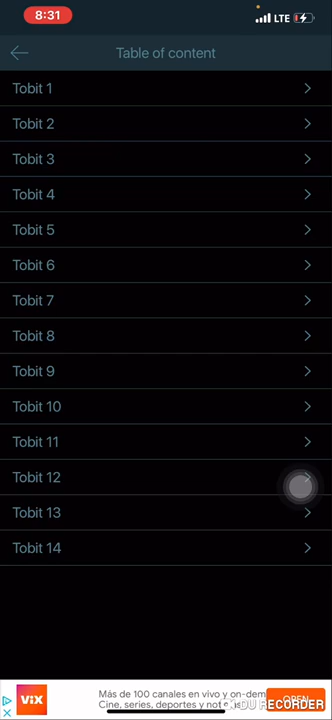 8:31
LTE
Table of content
Tobit 1
Tobit 2
Tobit 3
Tobit 4
Tobit 5
Tobit 6
Tobit 7
Tobit 8
Tobit 9
Tobit 10
Tobit 11
Tobit 12
Tobit 13
Tobit 14
ViX
Más de 100 canales en vivo y on-dem
Cine, series, deportes y
OPEN
DU RECORDER